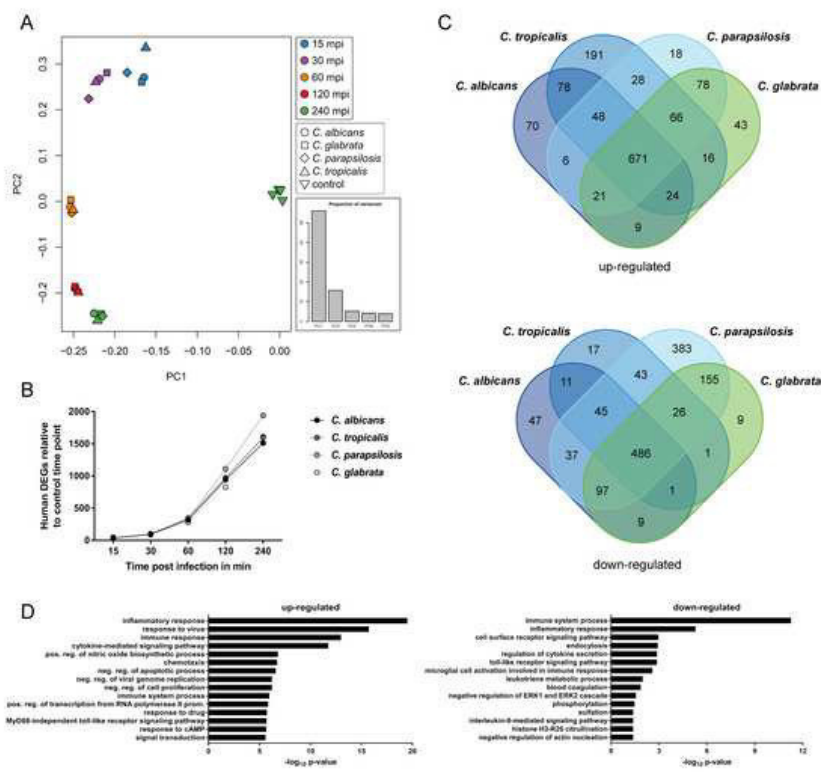 A
PC2
0.3
0.2
0.1
0.0
−0.1
−0.2
−0.25
−0.20
−0.15
−0.10
−0.05
0.00
PC1
15 mpi
30 mpi
60 mpi
120 mpi
240 mpi
C. albicans
C. glabrata
C. parapsilosis
C. tropicalis
control
Proportion of variances
B
Human DEGs relative
to control time point
2000
1500
1000
500
0
15 30 60 120 240
Time post infection in min
C. albicans
C. tropicalis
C. parapsilosis
C. glabrata
C
C. tropicalis
C. parapsilosis
C. albicans
C. glabrata
191 18
78 28 78
70 48 66 43
6 671 16
21 24
9
up-regulated
C. tropicalis
C. parapsilosis
C. albicans
C. glabrata
17 383
11 43 155
47 45 26 9
37 486 1
97 1
9
down-regulated
D
up-regulated
inflammatory response
response to virus
immune response
cytokine-mediated signaling pathway
pos. reg. of nitric oxide biosynthetic process
chemotaxis
neg. reg. of apoptotic process
neg. reg. of viral genome replication
neg. reg. of cell proliferation
immune system process
pos. reg. of transcription from RNA polymerase II prom.
response to drug
MyD88-independent toll-like receptor signaling pathway
response to cAMP
signal transduction
0 5 10 15 20
-log10 p-value
down-regulated
immune system process
inflammatory response
cell surface receptor signaling pathway
endocytosis
regulation of cytokine secretion
toll-like receptor signaling pathway
microglial cell activation involved in immune response
leukotriene metabolic process
blood coagulation
negative regulation of ERK1 and ERK2 cascade
phosphorylation
sulfation
interleukin-8-mediated signaling pathway
histone H3-R26 citrullination
negative regulation of actin nucleation
0 3 6 9 12
-log10 p-value